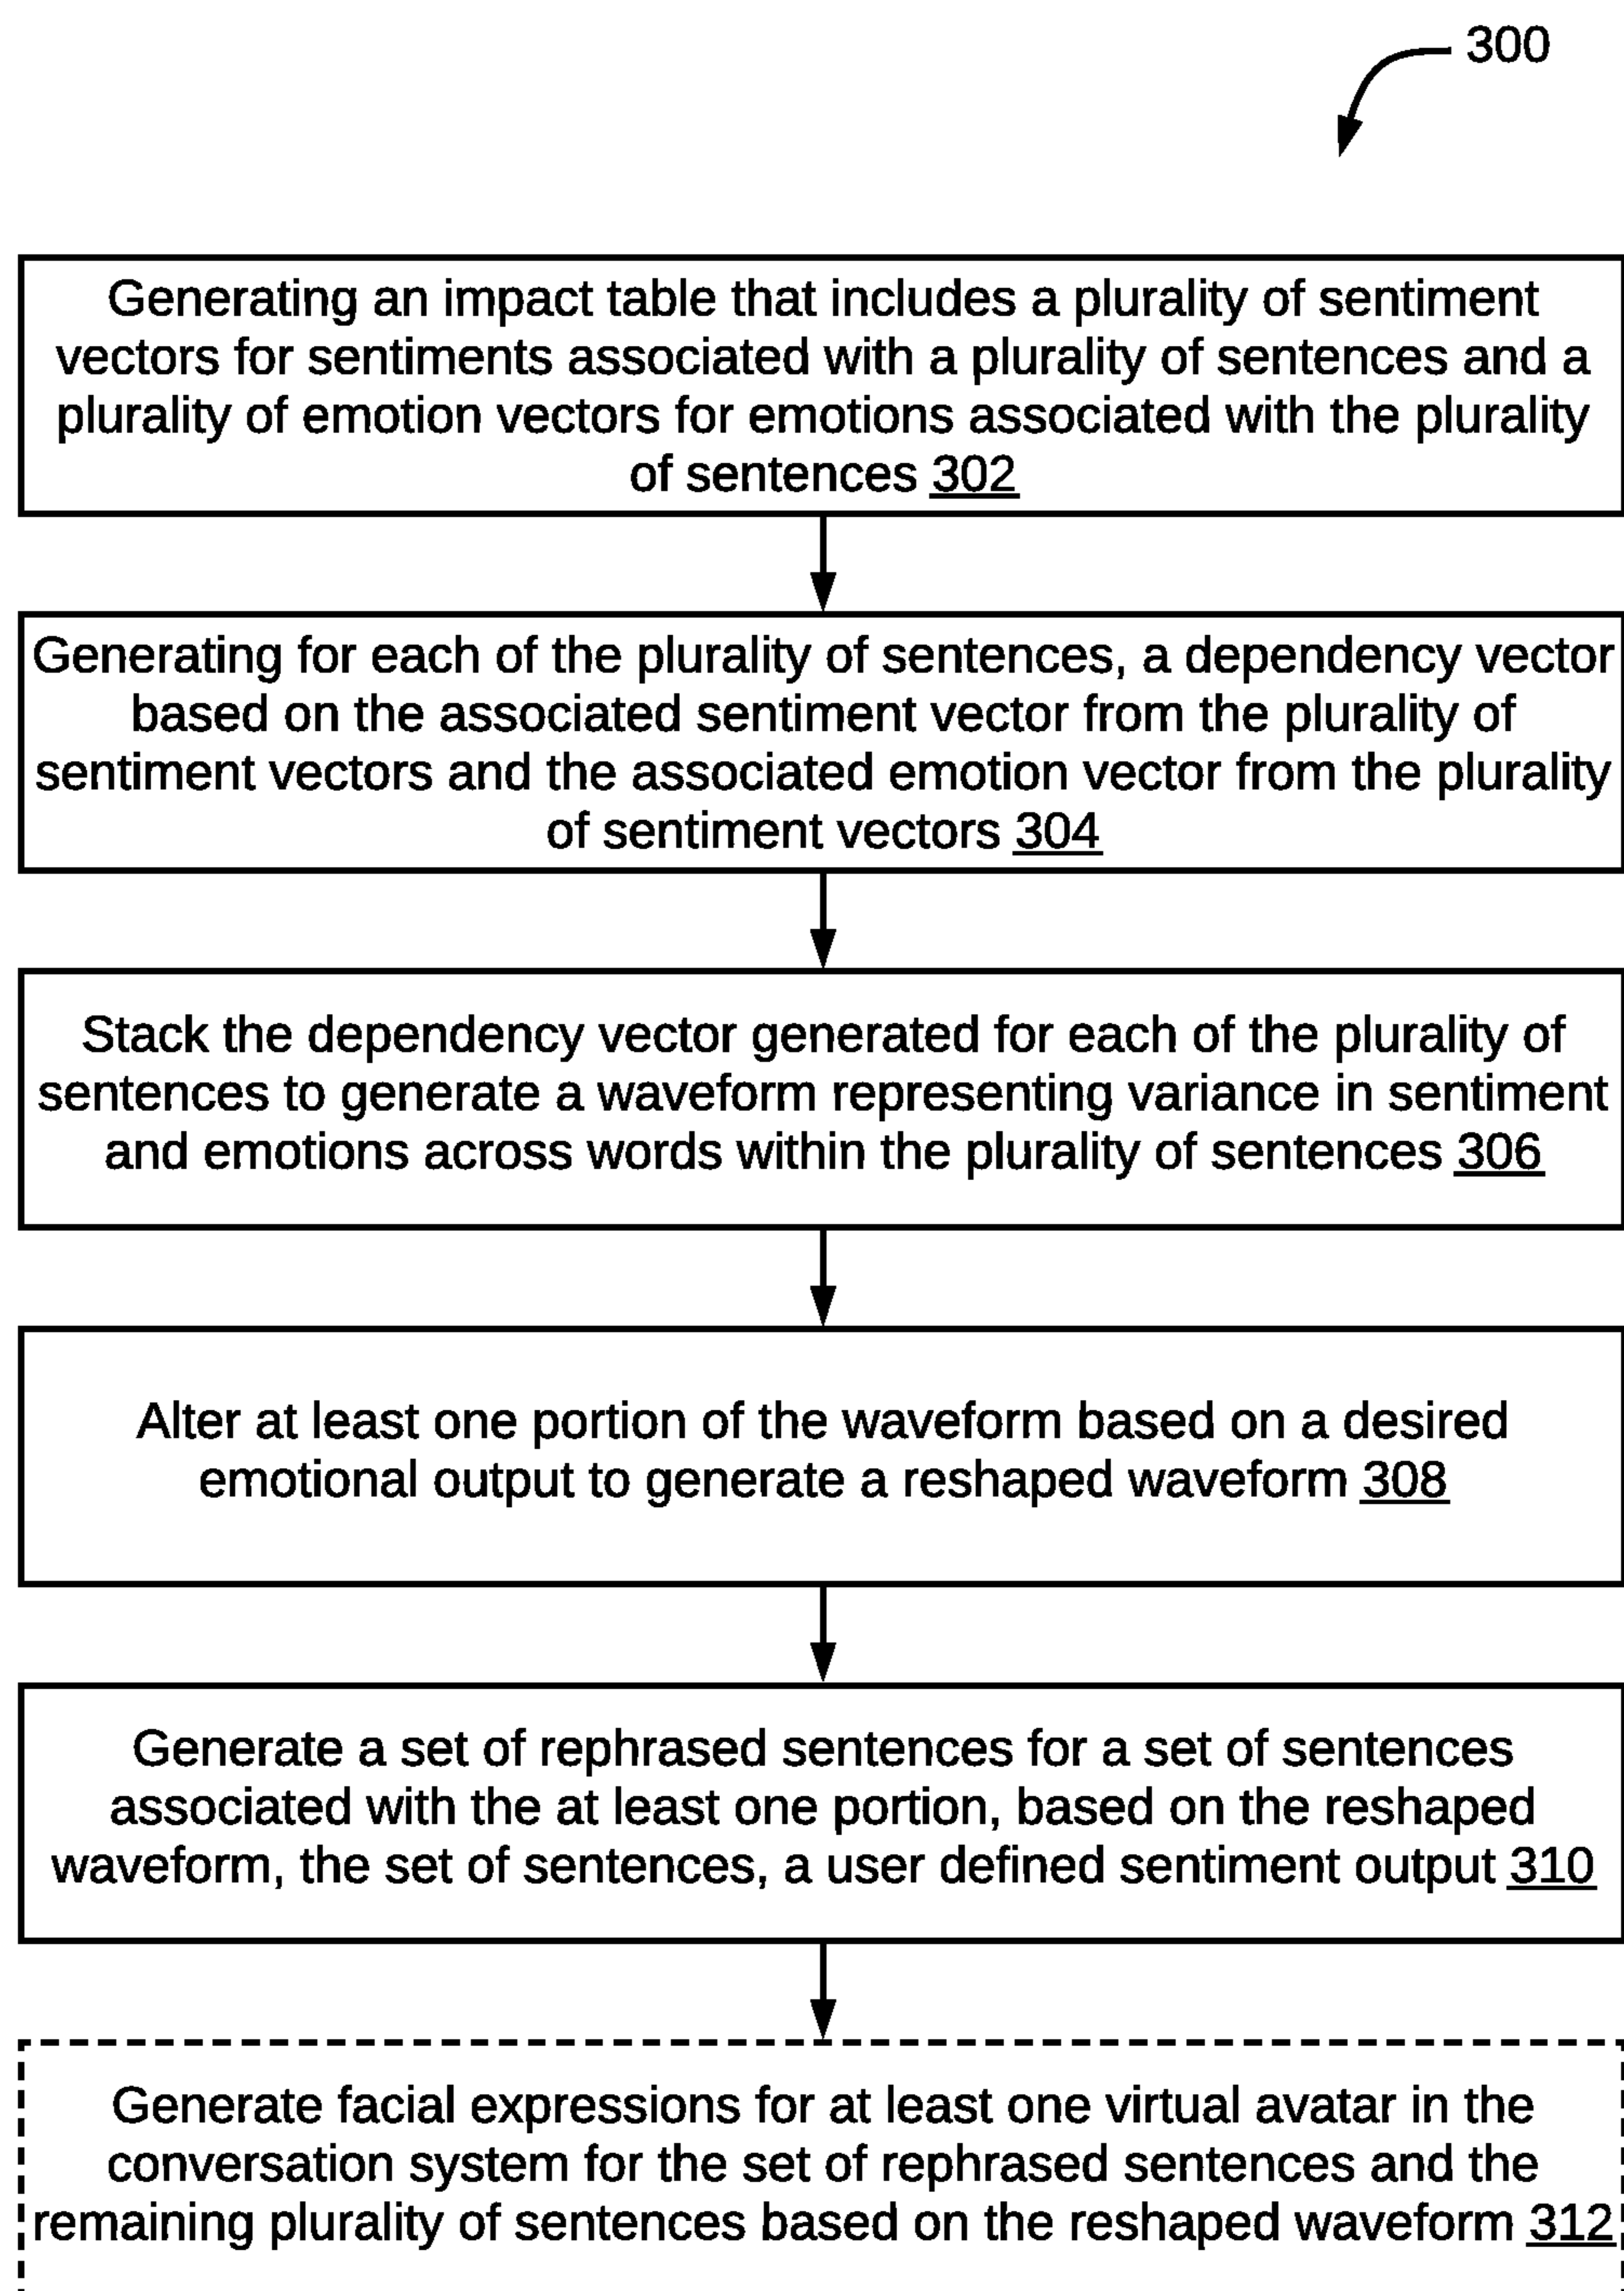 300
Generating an impact table that includes a plurality of sentiment
vectors for sentiments associated with a plurality of sentences and a
plurality of emotion vectors for emotions associated with the plurality
of sentences 302
Generating for each of the plurality of sentences, a dependency vector
based on the associated sentiment vector from the plurality of
sentiment vectors and the associated emotion vector from the plurality
of sentiment vectors 304
Stack the dependency vector generated for each of the plurality of
sentences to generate a waveform representing variance in sentiment
and emotions across words within the plurality of sentences 306
Alter at least one portion of the waveform based on a desired
emotional output to generate a reshaped waveform 308
Generate a set of rephrased sentences for a set of sentences
associated with the at least one portion, based on the reshaped
waveform, the set of sentences, a user defined sentiment output 310
Generate facial expressions for at least one virtual avatar in the
conversation system for the set of rephrased sentences and the
remaining plurality of sentences based on the reshaped waveform 312